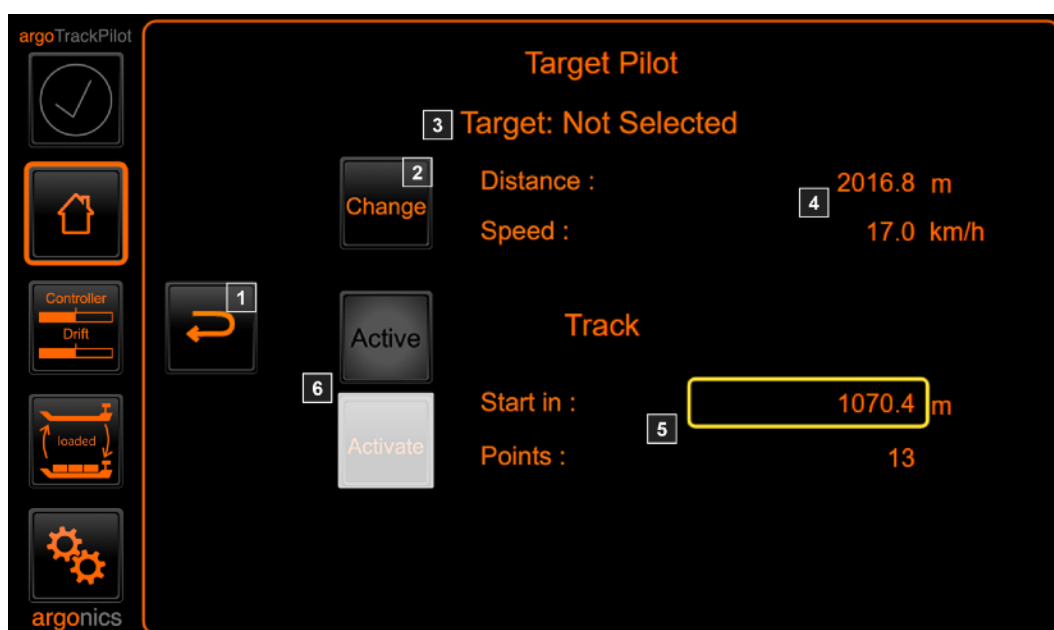 argoTrackPilot
Target Pilot
3 Target: Not Selected
2
Change
Distance : 2016.8 m
4
Speed : 17.0 km/h
Controller
Drift
1
Active
Track
6
Start in : 1070.4 m
5
loaded
Activate
Points : 13
argonics